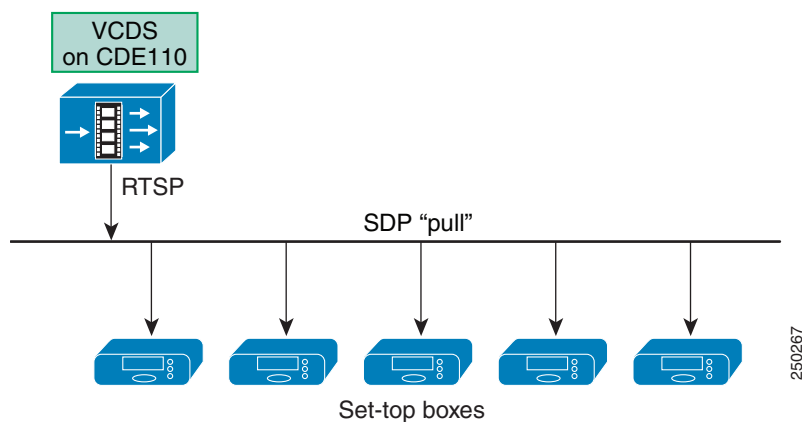 VCDS
on CDE110
RTSP
SDP “pull”
Set-top boxes
250267